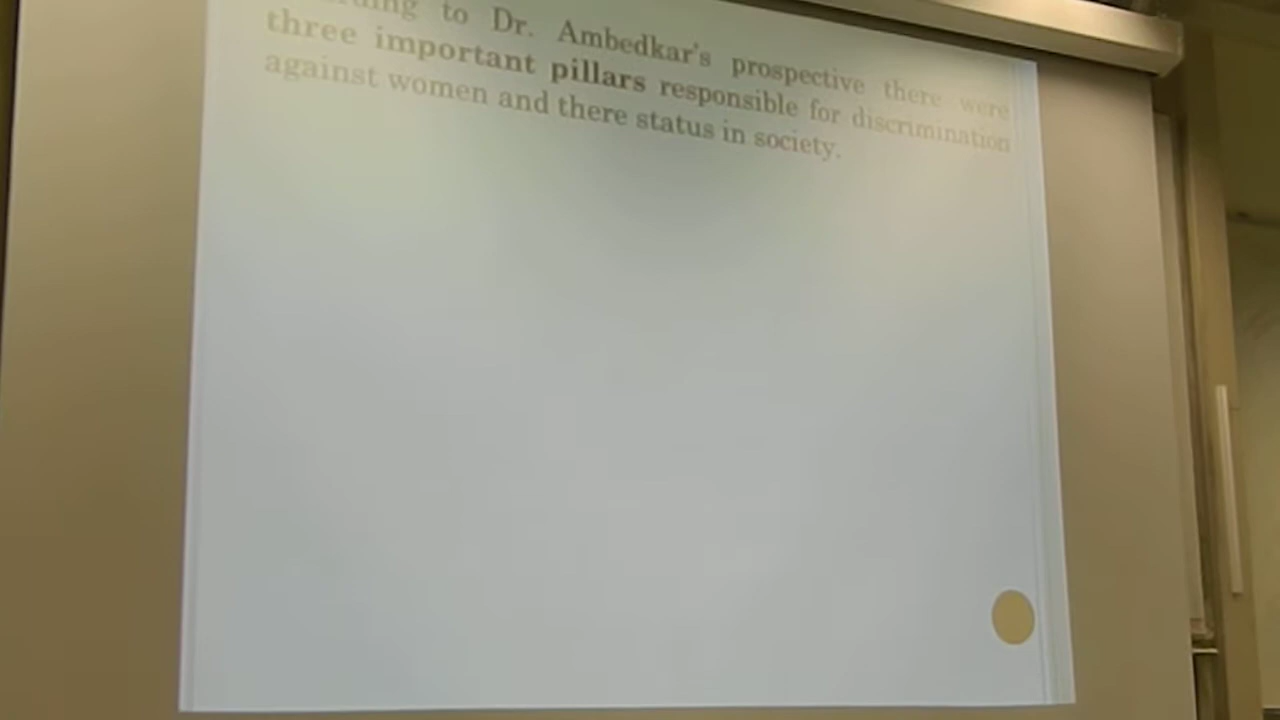 to Dr. Ambedkar's prospective there were
three important pillars responsible for discrimination
against women and there status in society.